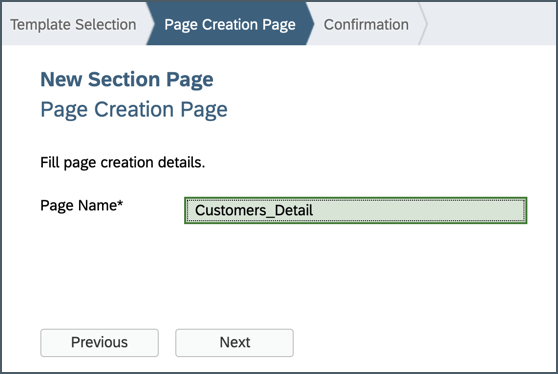 Template Selection Page Creation Page Confirmation
New Section Page
Page Creation Page
Fill page creation details.
Page Name* Customers_Detail
Previous Next